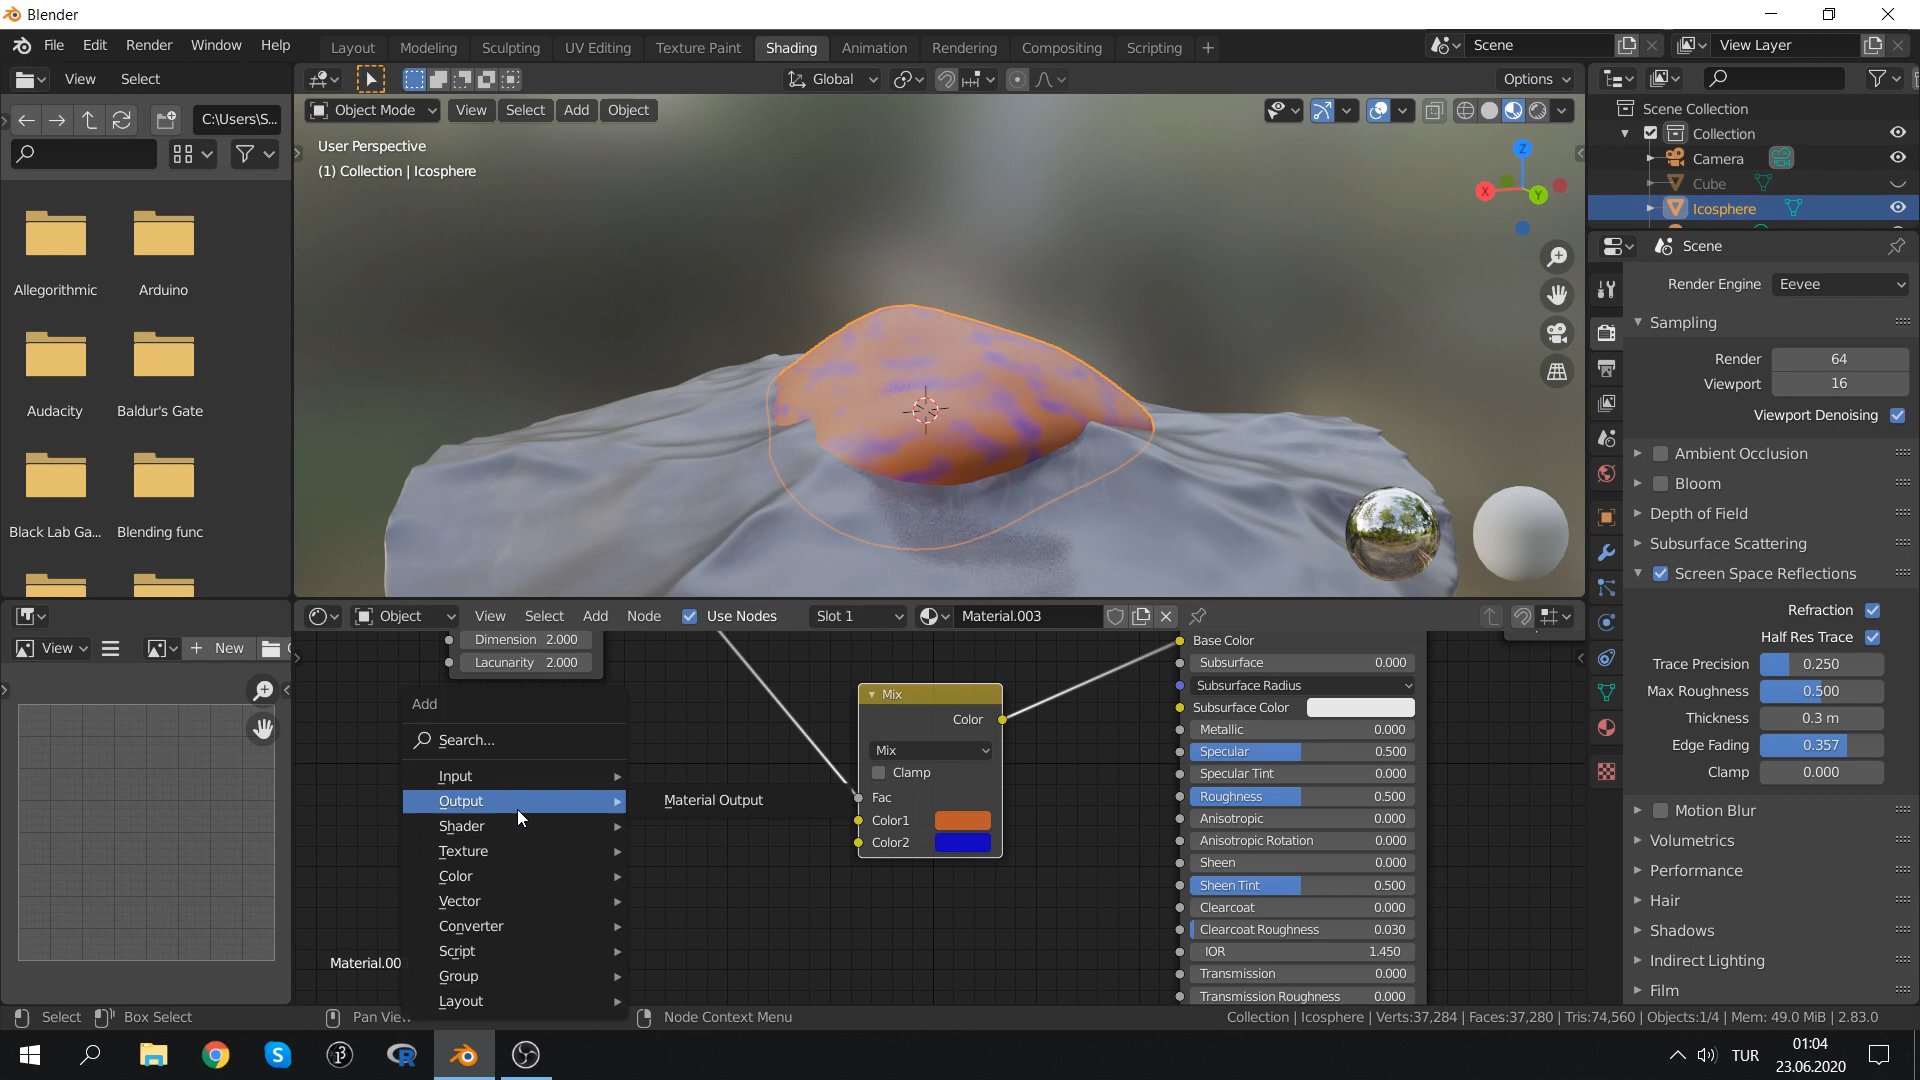 Blender
File Edit Render Window Help
Layout Modeling Sculpting UV Editing Texture Paint Shading Animation Rendering Compositing Scripting +
Scene
View Layer
View Select
Global
Options
C:\Users\S...
Object Mode View Select Add Object
User Perspective
(1) Collection | Icosphere
Z
X
Y
Allegorithmic
Arduino
Audacity
Baldur's Gate
Black Lab Ga...
Blending func
Scene Collection
Collection
Camera
Cube
Icosphere
Scene
Render Engine Eevee
Sampling
Render 64
Viewport 16
Viewport Denoising
Ambient Occlusion
Bloom
Depth of Field
Subsurface Scattering
Screen Space Reflections
Refraction
Half Res Trace
Trace Precision 0.250
Max Roughness 0.500
Thickness 0.3 m
Edge Fading 0.357
Clamp 0.000
Motion Blur
Volumetrics
Performance
Hair
Shadows
Indirect Lighting
Film
View
+ New
Object View Select Add Node Use Nodes Slot 1 Material.003
Dimension 2.000
Lacunarity 2.000
Add
Search...
Input
Output
Shader
Texture
Color
Vector
Converter
Script
Group
Layout
Material Output
Material.00
Mix
Color
Mix
Clamp
Fac
Color1
Color2
Base Color
Subsurface 0.000
Subsurface Radius
Subsurface Color
Metallic 0.000
Specular 0.500
Specular Tint 0.000
Roughness 0.500
Anisotropic 0.000
Anisotropic Rotation 0.000
Sheen 0.000
Sheen Tint 0.500
Clearcoat 0.000
Clearcoat Roughness 0.030
IOR 1.450
Transmission 0.000
Transmission Roughness 0.000
Select Box Select Pan View Node Context Menu
Collection | Icosphere | Verts:37,284 | Faces:37,280 | Tris:74,560 | Objects:1/4 | Mem: 49.0 MiB | 2.83.0
TUR
01:04
23.06.2020